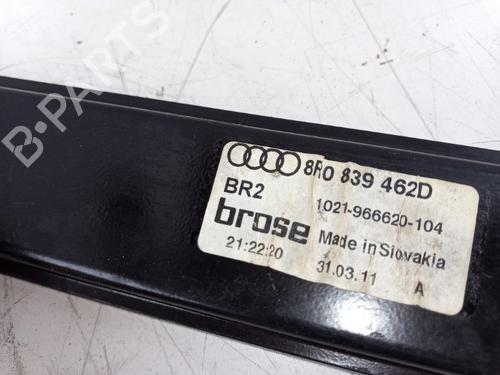 B-PARTS
8R0 839 462D
BR2
1021-966620-104
brose
Made in Slovakia
21:22:20
31.03.11
A